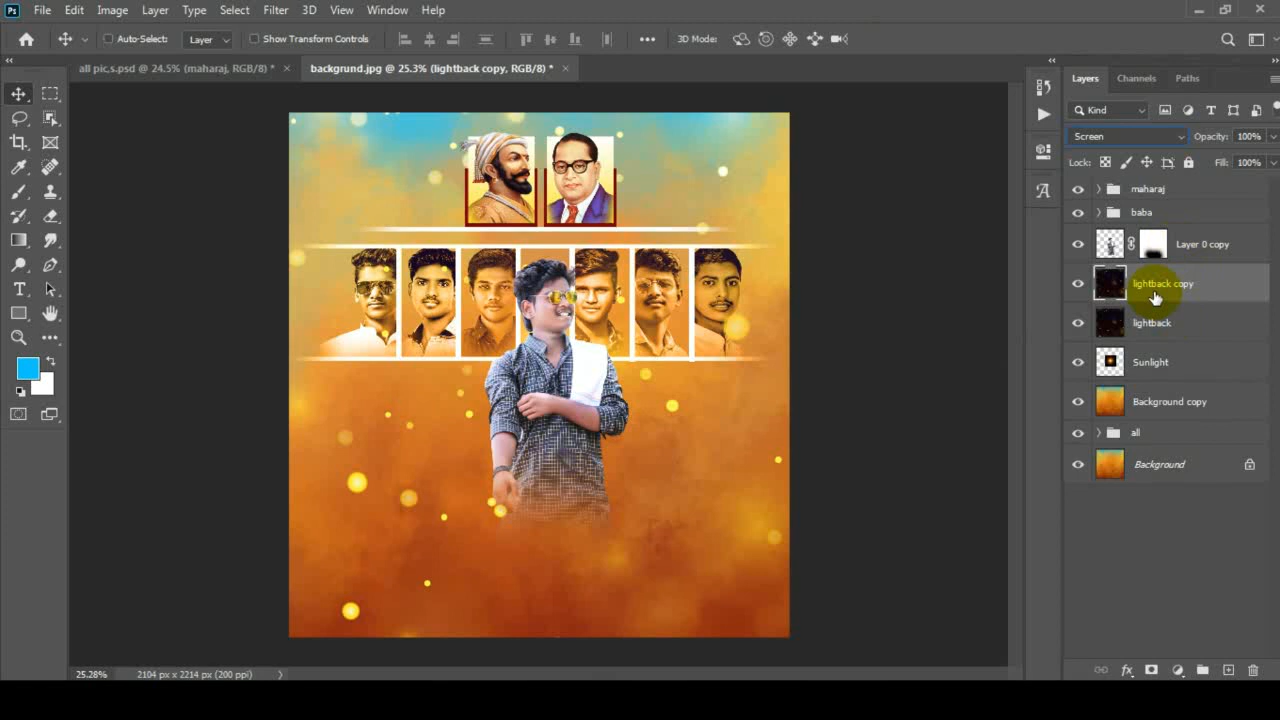 Ps File Edit Image Layer Type Select Filter 3D View Window Help
Auto-Select: Layer Show Transform Controls 3D Mode:
all pic,s.psd @ 24.5% (maharaj, RGB/8) * × backgrund.jpg @ 25.3% (lightback copy, RGB/8) * ×
Layers Channels Paths
Kind
Screen Opacity: 100%
Lock: Fill: 100%
maharaj
baba
Layer 0 copy
lightback copy
lightback
Sunlight
Background copy
all
Background
25.28% 2104 px x 2214 px (200 ppi)